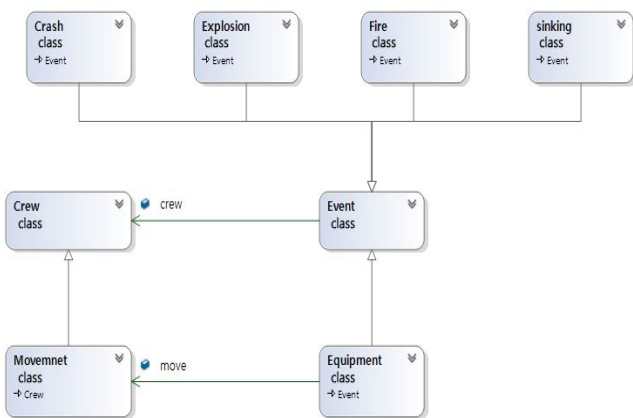 Crash
class
Event
Explosion
class
Event
Fire
class
Event
sinking
class
Event
Crew
class
crew
Event
class
Movemnet
class
Crew
move
Equipment
class
Event